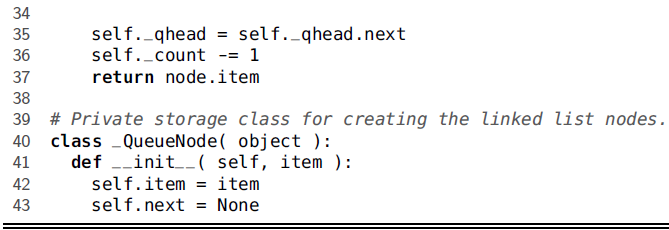 34
35      self._qhead = self._qhead.next
36      self._count -= 1
37      return node.item
38
39  # Private storage class for creating the linked list nodes.
40  class _QueueNode( object ):
41    def __init__( self, item ):
42      self.item = item
43      self.next = None